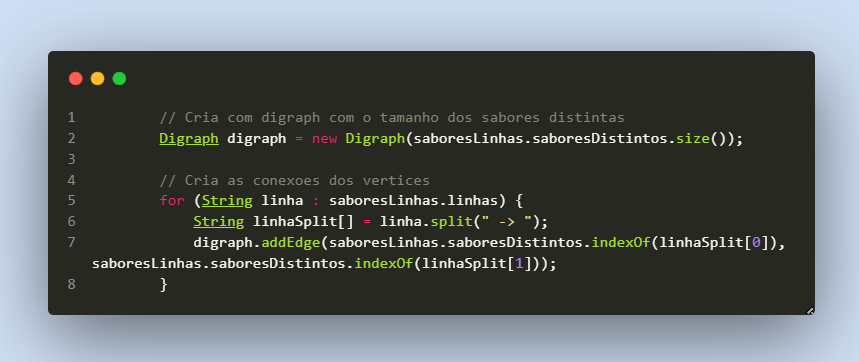 1 // Cria com digraph com o tamanho dos sabores distintas
2 Digraph digraph = new Digraph(saboresLinhas.saboresDistintos.size());
3
4 // Cria as conexoes dos vertices
5 for (String linha : saboresLinhas.linhas) {
6 String linhaSplit[] = linha.split(" -> ");
7 digraph.addEdge(saboresLinhas.saboresDistintos.indexOf(linhaSplit[0]),
saboresLinhas.saboresDistintos.indexOf(linhaSplit[1]));
8 }